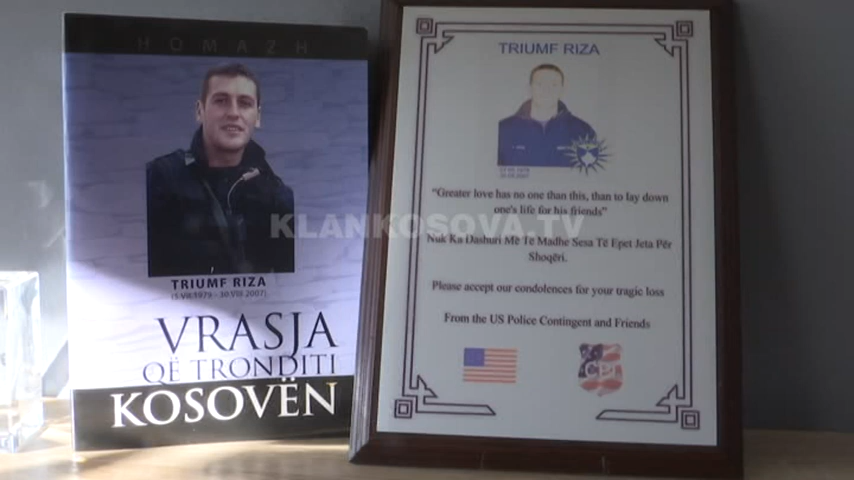 HOMAZH
TRIUMF RIZA
(5.VII.1979 - 30.VIII.2007)
VRASJA
QË TRONDITI
KOSOVËN
TRIUMF RIZA
"Greater love has no one than this, than to lay down
one's life for his friends"
Nuk Ka Dashuri Më Të Madhe Sesa Të Epet Jeta Për
Shoqëri.
Please accept our condolences for your tragic loss
From the US Police Contingent and Friends
KLANKOSOVA.TV